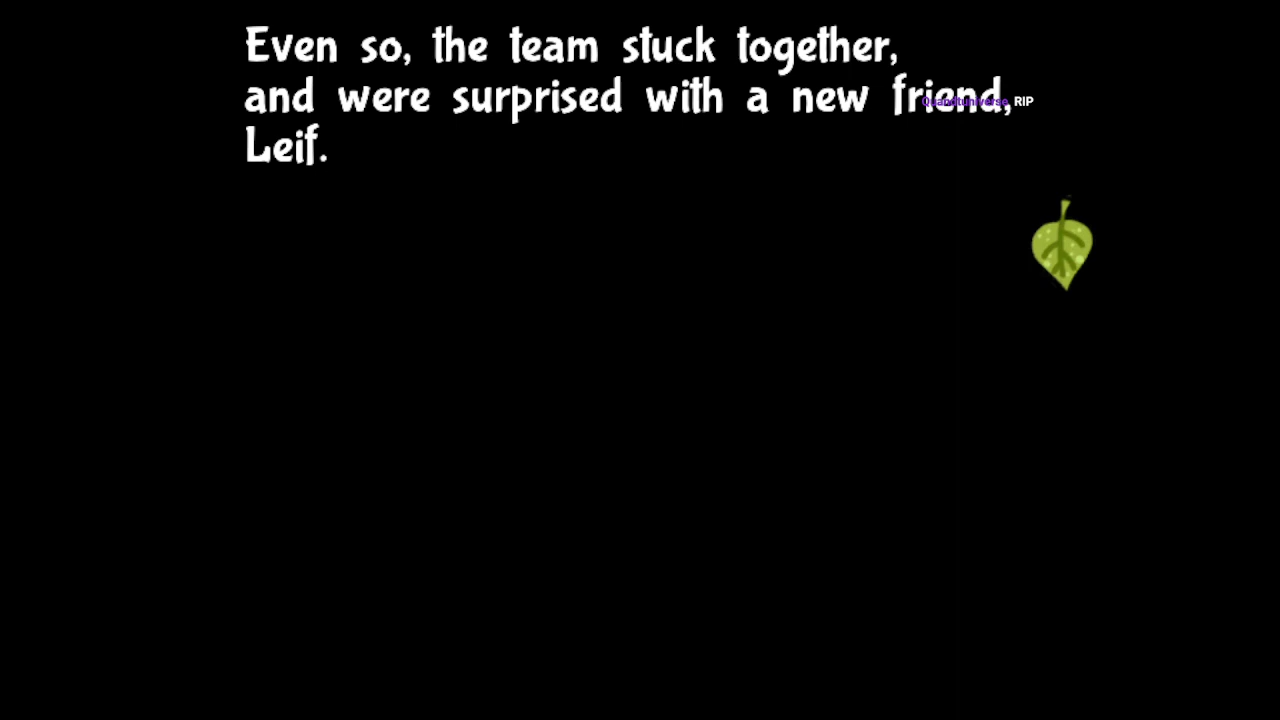 Even so, the team stuck together,
and were surprised with a new friend,
Leif.
RIP